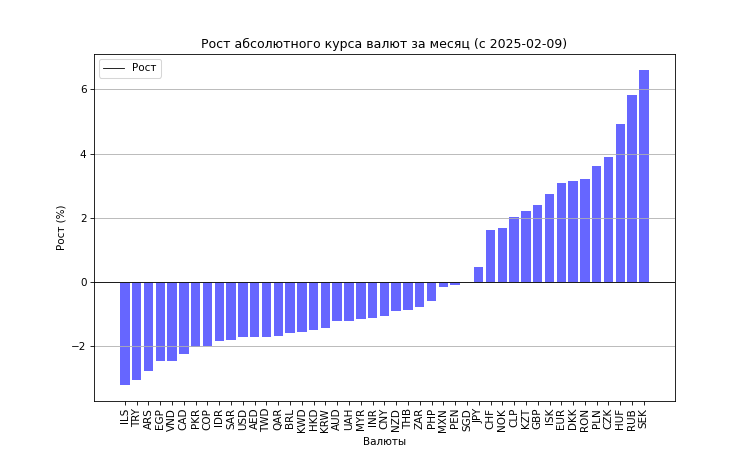 Рост абсолютного курса валют за месяц (с 2025-02-09)
Рост
6
4
2
0
−2
Рост (%)
ILS TRY ARS EGP VND CAD PKR COP IDR SAR USD AED TWD QAR BRL KWD HKD KRW AUD UAH MYR INR CNY NZD THB ZAR PHP MXN PEN SGD JPY CHF NOK CLP KZT GBP ISK EUR DKK RON PLN CZK HUF RUB SEK
Валюты